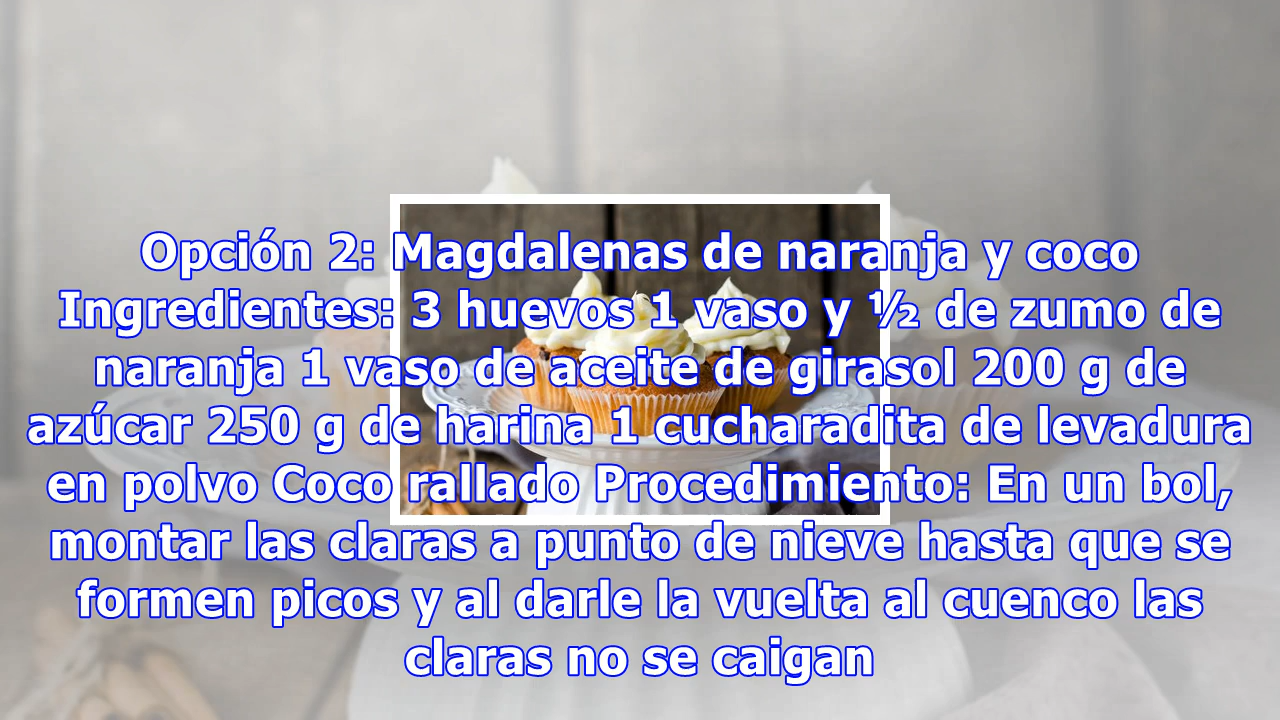 Opción 2: Magdalenas de naranja y coco
Ingredientes: 3 huevos 1 vaso y ½ de zumo de
naranja 1 vaso de aceite de girasol 200 g de
azúcar 250 g de harina 1 cucharadita de levadura
en polvo Coco rallado Procedimiento: En un bol,
montar las claras a punto de nieve hasta que se
formen picos y al darle la vuelta al cuenco las
claras no se caigan